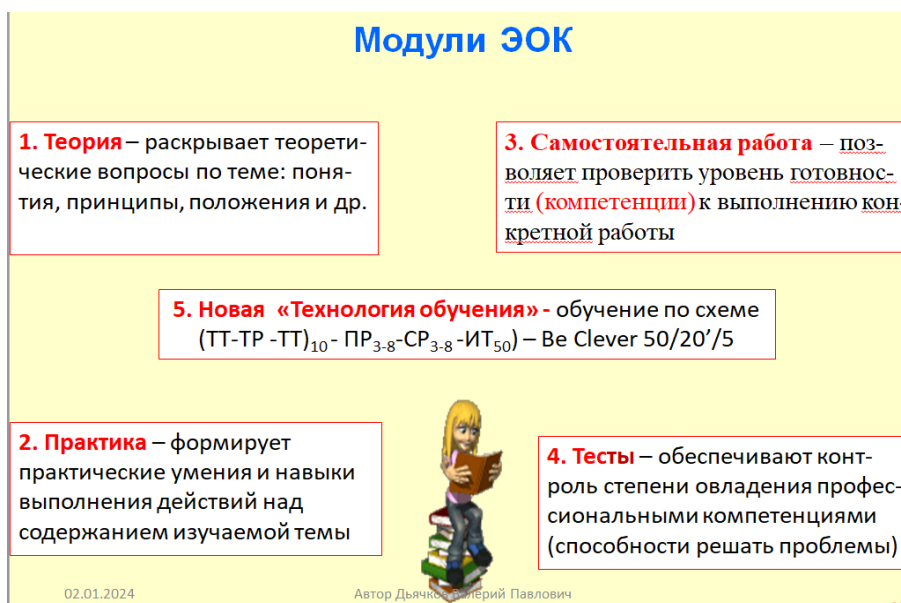 Модули ЭОК
1. Теория – раскрывает теорети-
ческие вопросы по теме: поня-
тия, принципы, положения и др.
3. Самостоятельная работа – поз-
воляет проверить уровень готовнос-
ти (компетенции) к выполнению кон-
кретной работы
5. Новая «Технология обучения» - обучение по схеме
(ТТ-ТР -ТТ)10 - ПР3-8-СР3-8 -ИТ50) – Be Clever 50/20’/5
2. Практика – формирует
практические умения и навыки
выполнения действий над
содержанием изучаемой темы
4. Тесты – обеспечивают конт-
роль степени овладения профес-
сиональными компетенциями
(способности решать проблемы)
02.01.2024
Автор Дьячков Валерий Павлович